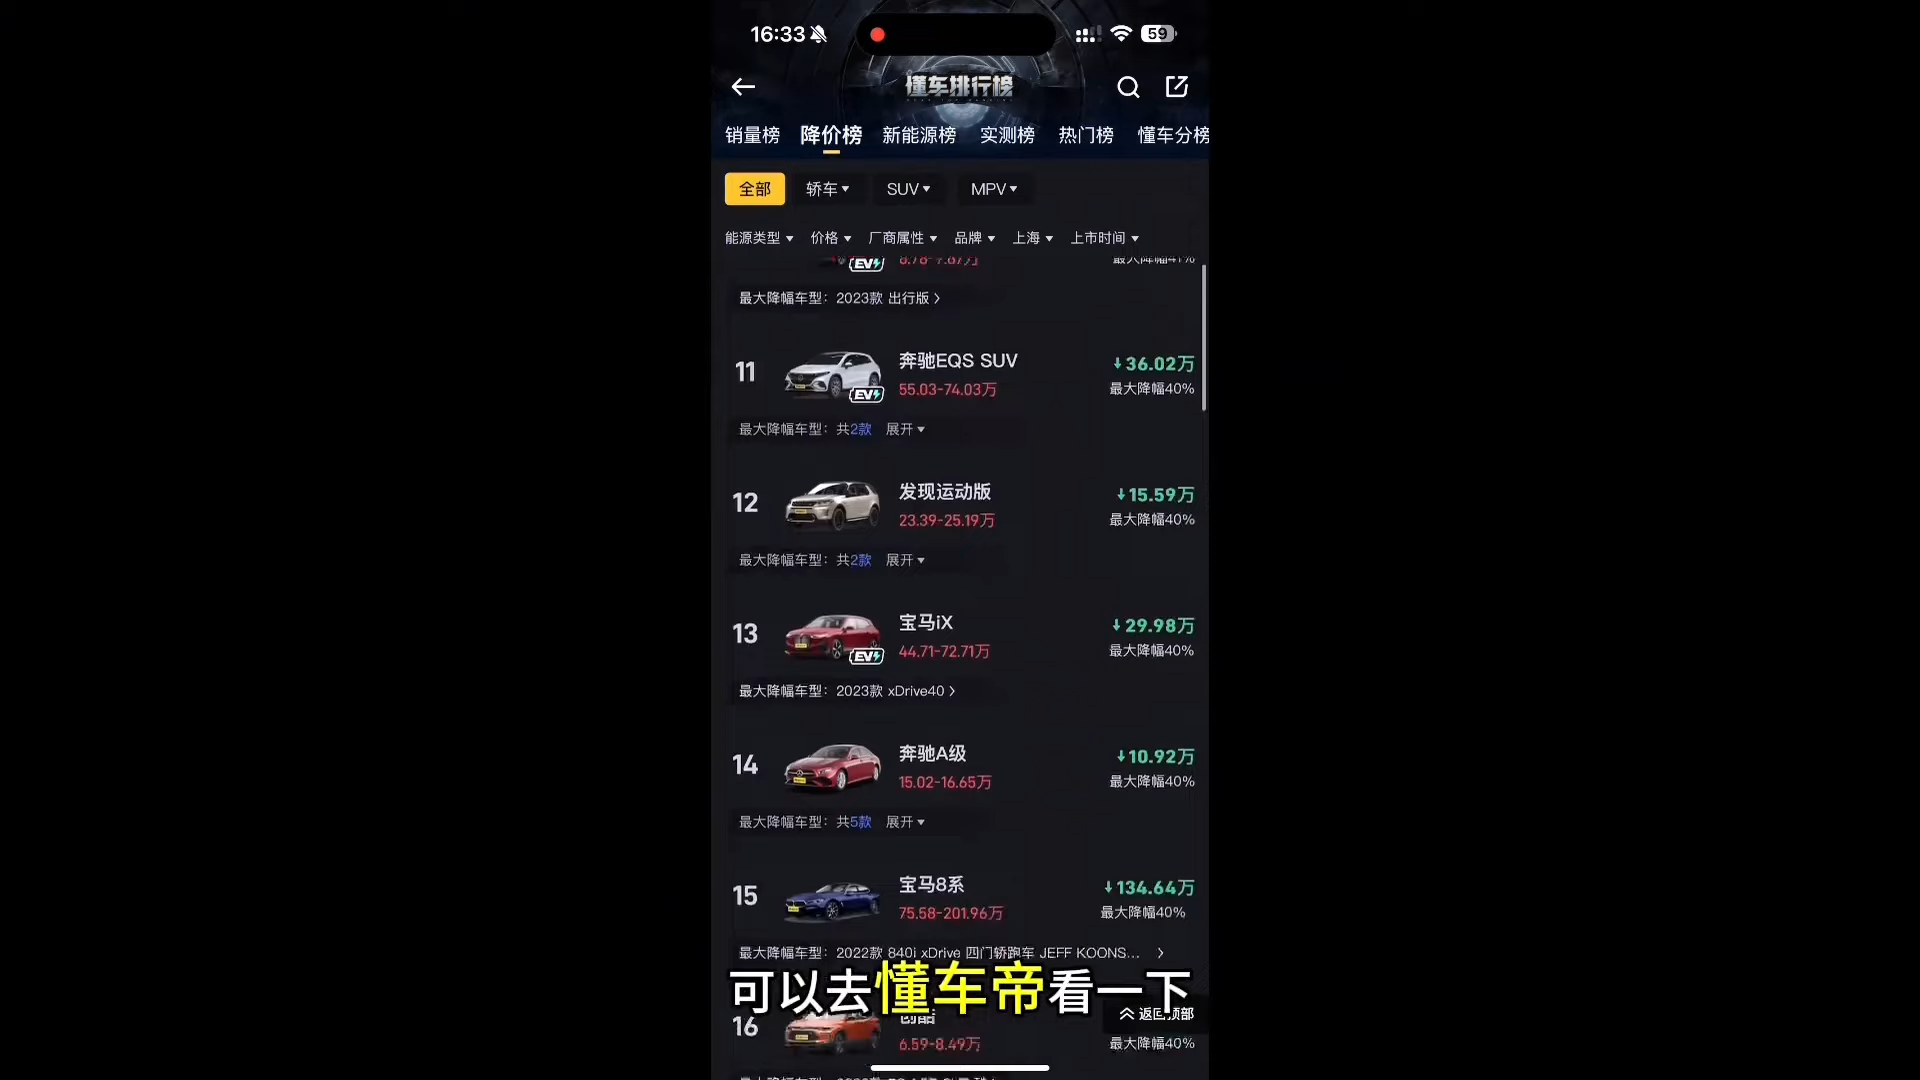 16:33
59
懂车排行榜
销量榜 降价榜 新能源榜 实测榜 热门榜 懂车分榜
全部 轿车 SUV MPV
能源类型 价格 厂商属性 品牌 上海 上市时间
最大降幅车型：2023款 出行版
11 奔驰EQS SUV ↓36.02万
EV 55.03-74.03万 最大降幅40%
最大降幅车型：共2款 展开
12 发现运动版 ↓15.59万
23.39-25.19万 最大降幅40%
最大降幅车型：共2款 展开
13 宝马iX ↓29.98万
EV 44.71-72.71万 最大降幅40%
最大降幅车型：2023款 xDrive40
14 奔驰A级 ↓10.92万
15.02-16.65万 最大降幅40%
最大降幅车型：共5款 展开
15 宝马8系 ↓134.64万
75.58-201.96万 最大降幅40%
最大降幅车型：2022款 840i xDrive 四门轿跑车 JEFF KOONS...
可以去懂车帝看一下
返回顶部
16 创酷
6.59-8.49万 最大降幅40%